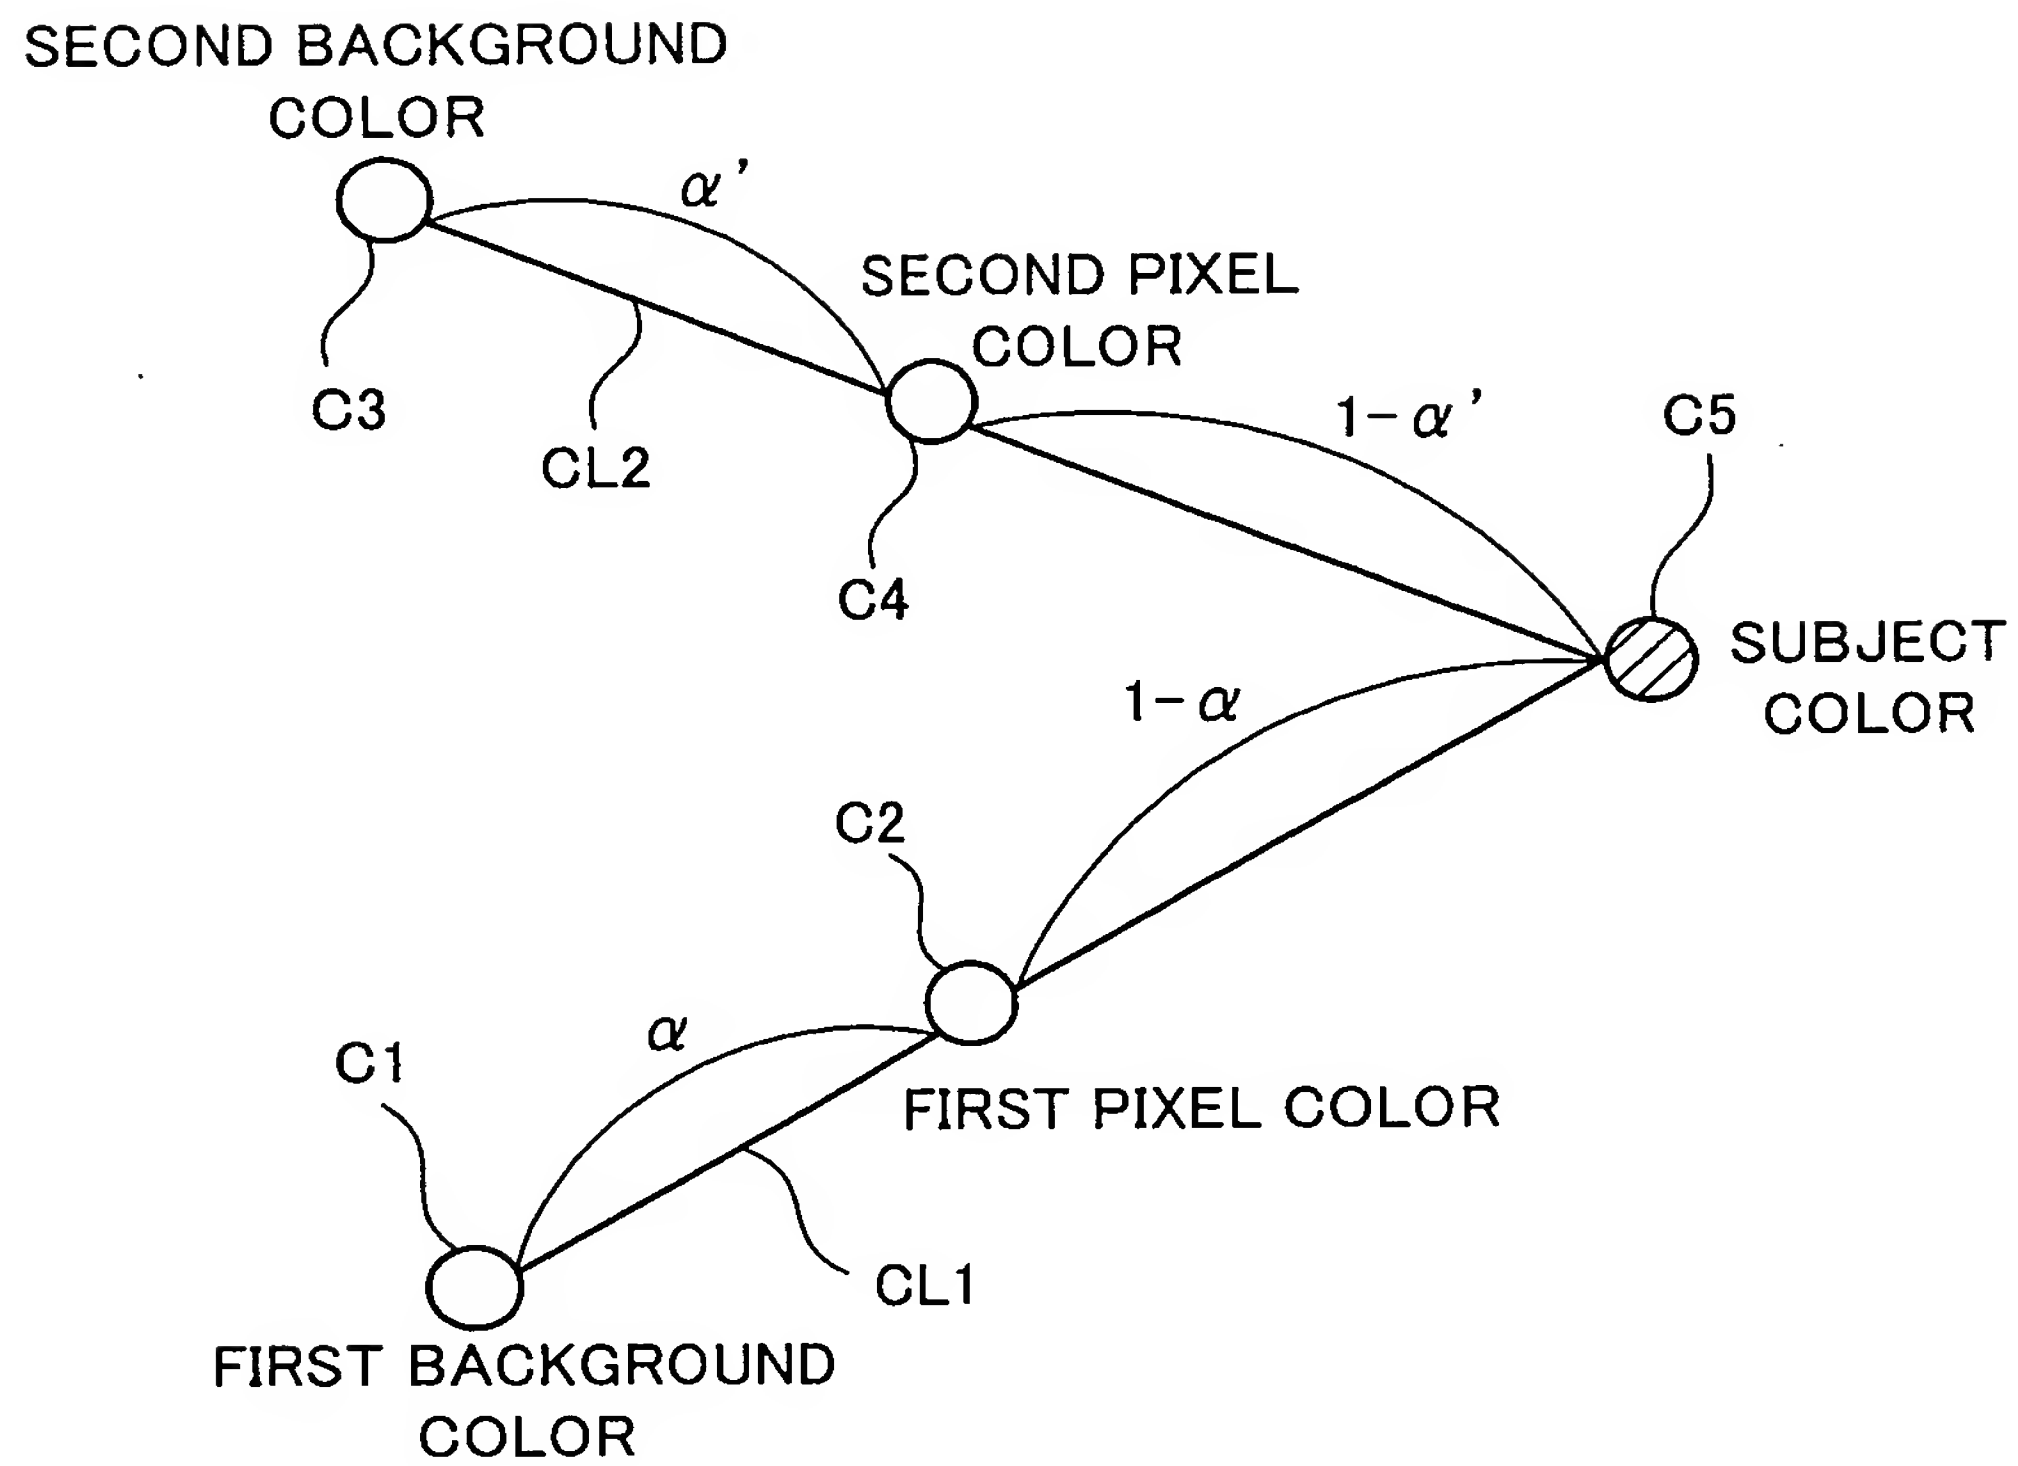 SECOND BACKGROUND
COLOR
α'
SECOND PIXEL
COLOR
C3
CL2
1-α'
C5
C4
SUBJECT
COLOR
1-α
C2
α
C1
FIRST PIXEL COLOR
CL1
FIRST BACKGROUND
COLOR